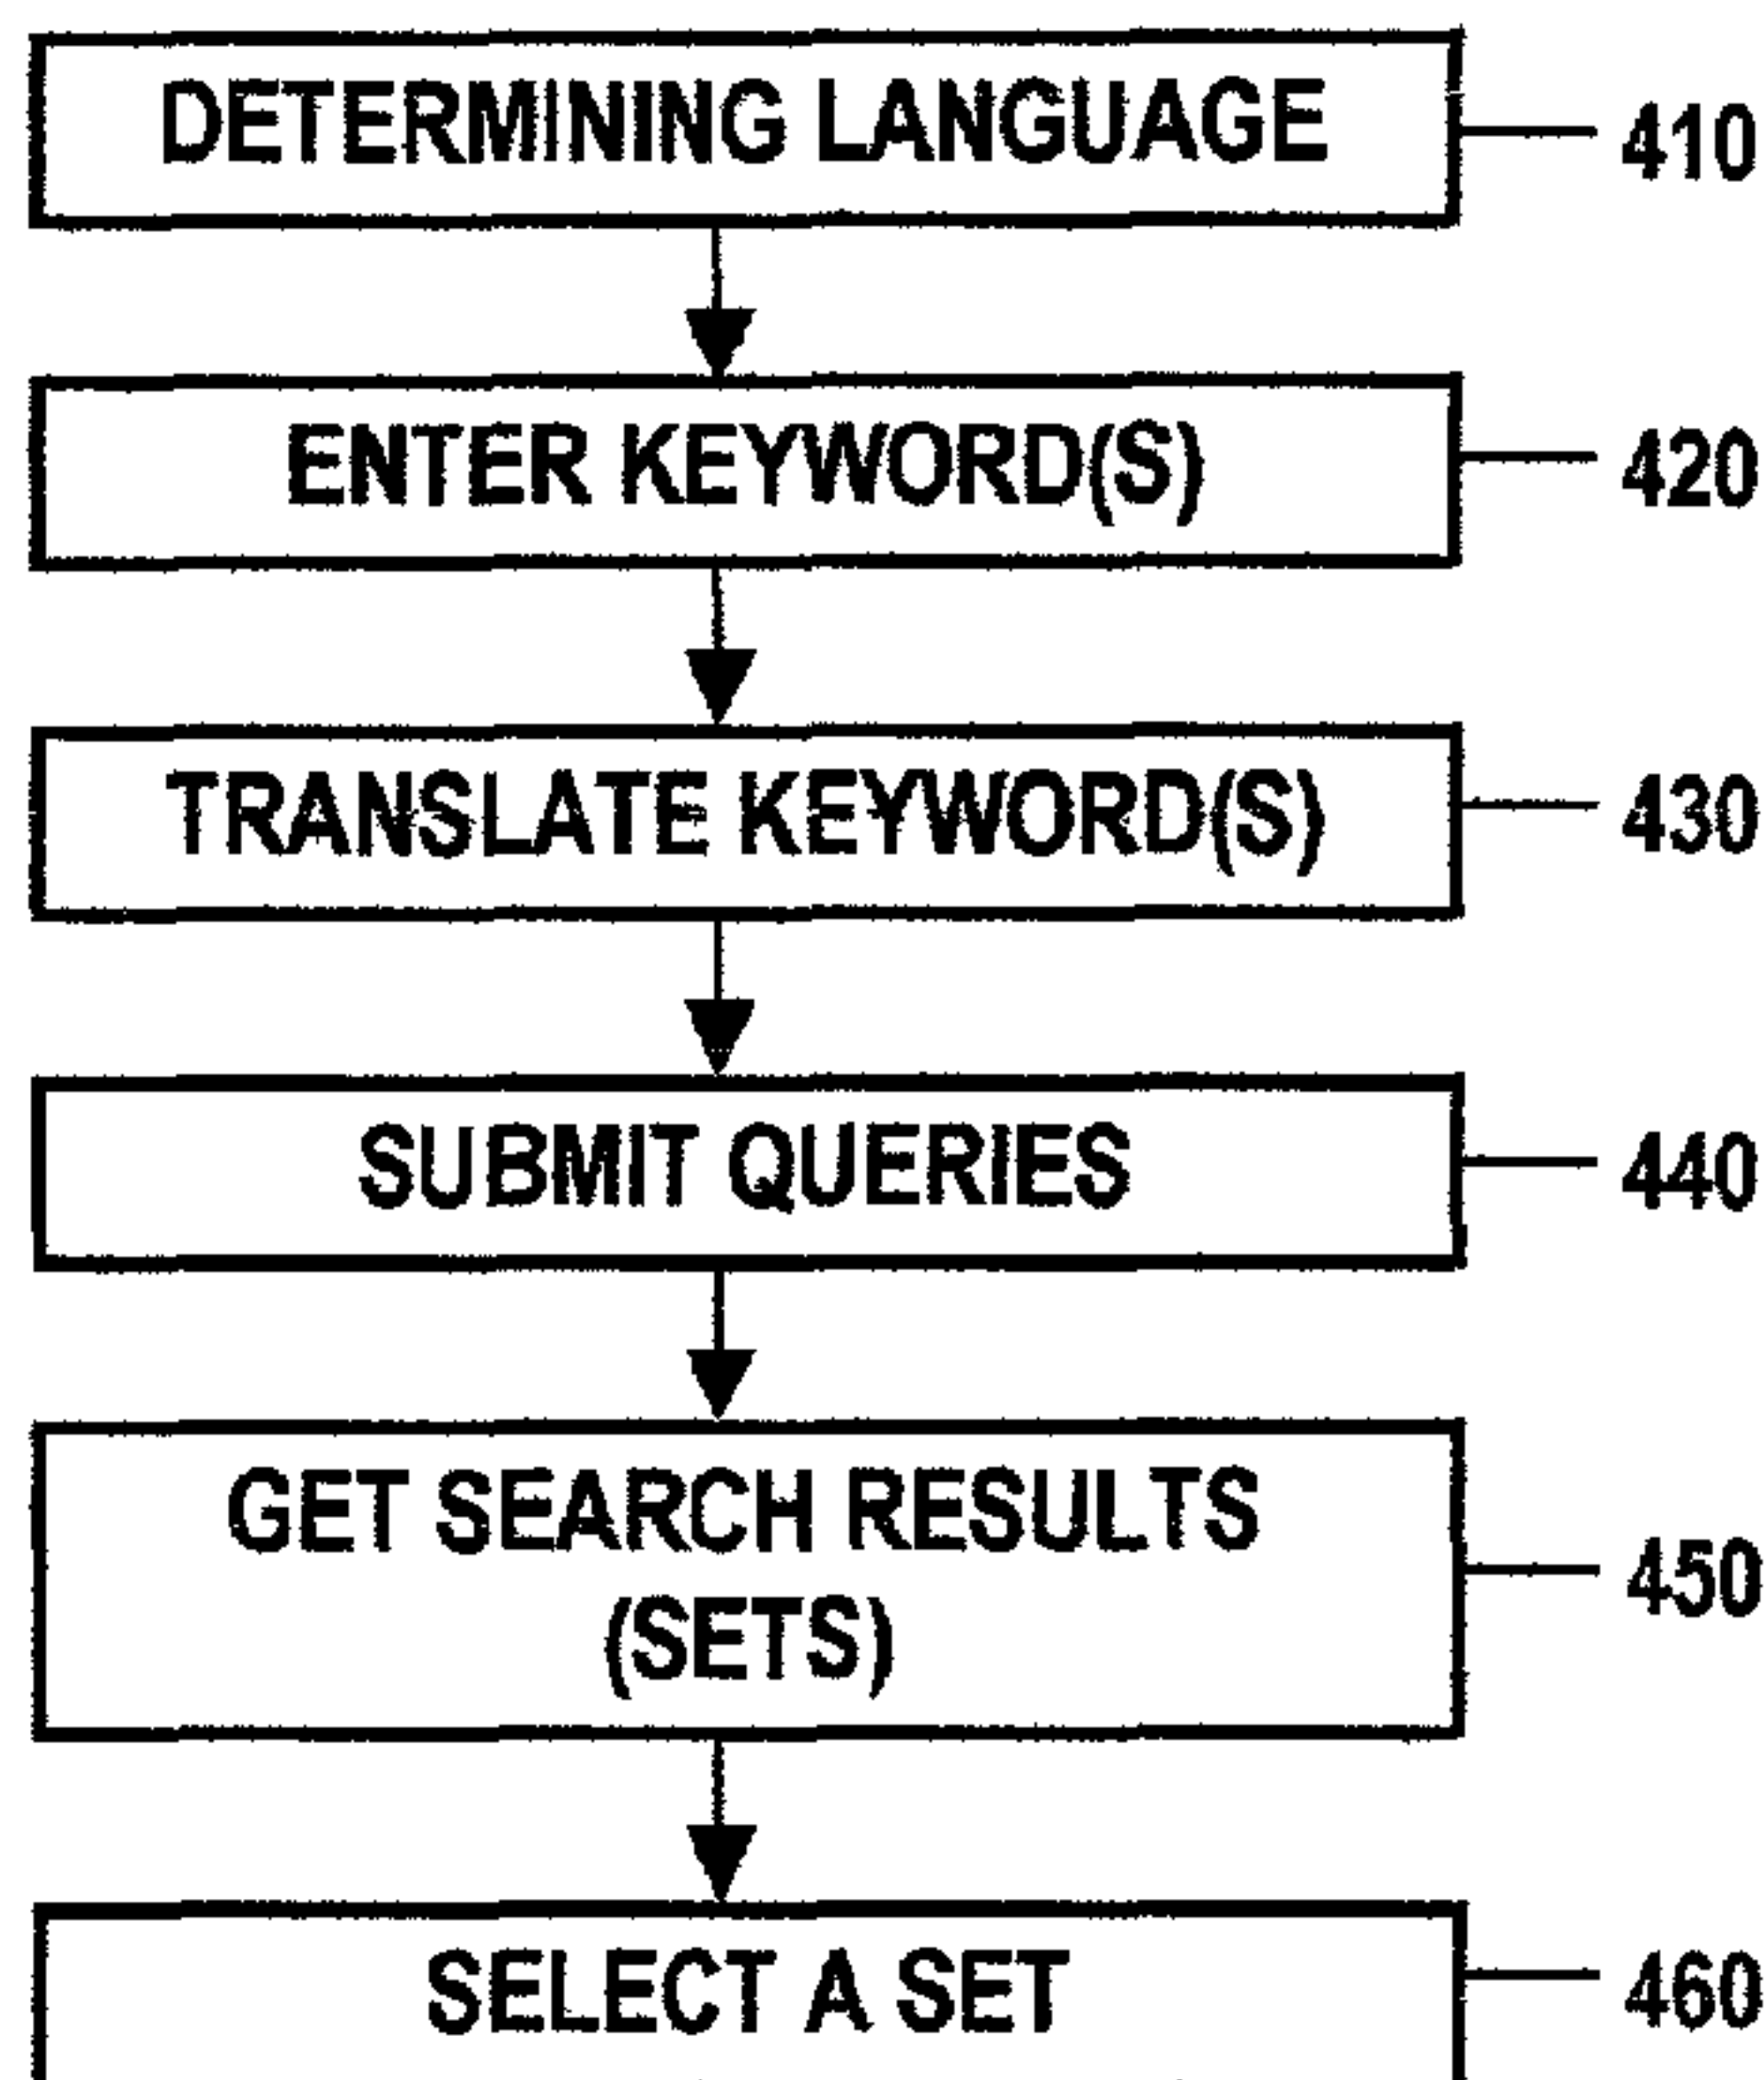 DETERMINING LANGUAGE 410
ENTER KEYWORD(S) 420
TRANSLATE KEYWORD(S) 430
SUBMIT QUERIES 440
GET SEARCH RESULTS
(SETS) 450
SELECT A SET 460